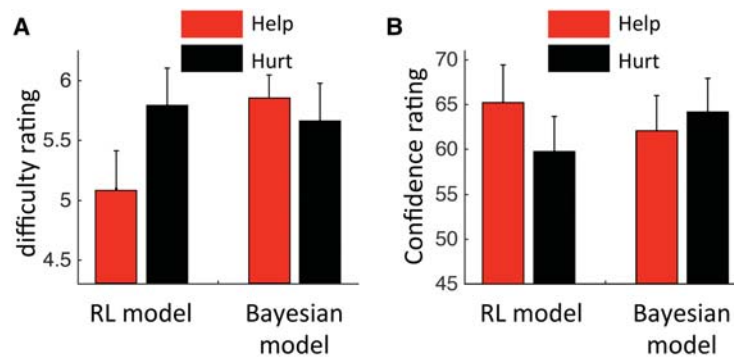 A
Help
Hurt
difficulty rating
6
5.5
5
4.5
RL model
Bayesian
model
B
Help
Hurt
Confidence rating
70
65
60
55
50
45
RL model
Bayesian
model